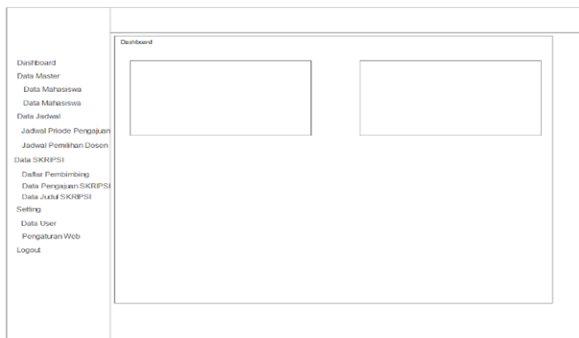 Dashboard
Dashboard
Data Master
Data Mahasiswa
Data Mahasiswa
Data Jadwal
Jadwal Priode Pengajuan
Jadwal Pemilihan Dosen
Data SKRIPSI
Daftar Pembimbing
Data Pengajuan SKRIPSI
Data Judul SKRIPSI
Setting
Data User
Pengaturan Web
Logout